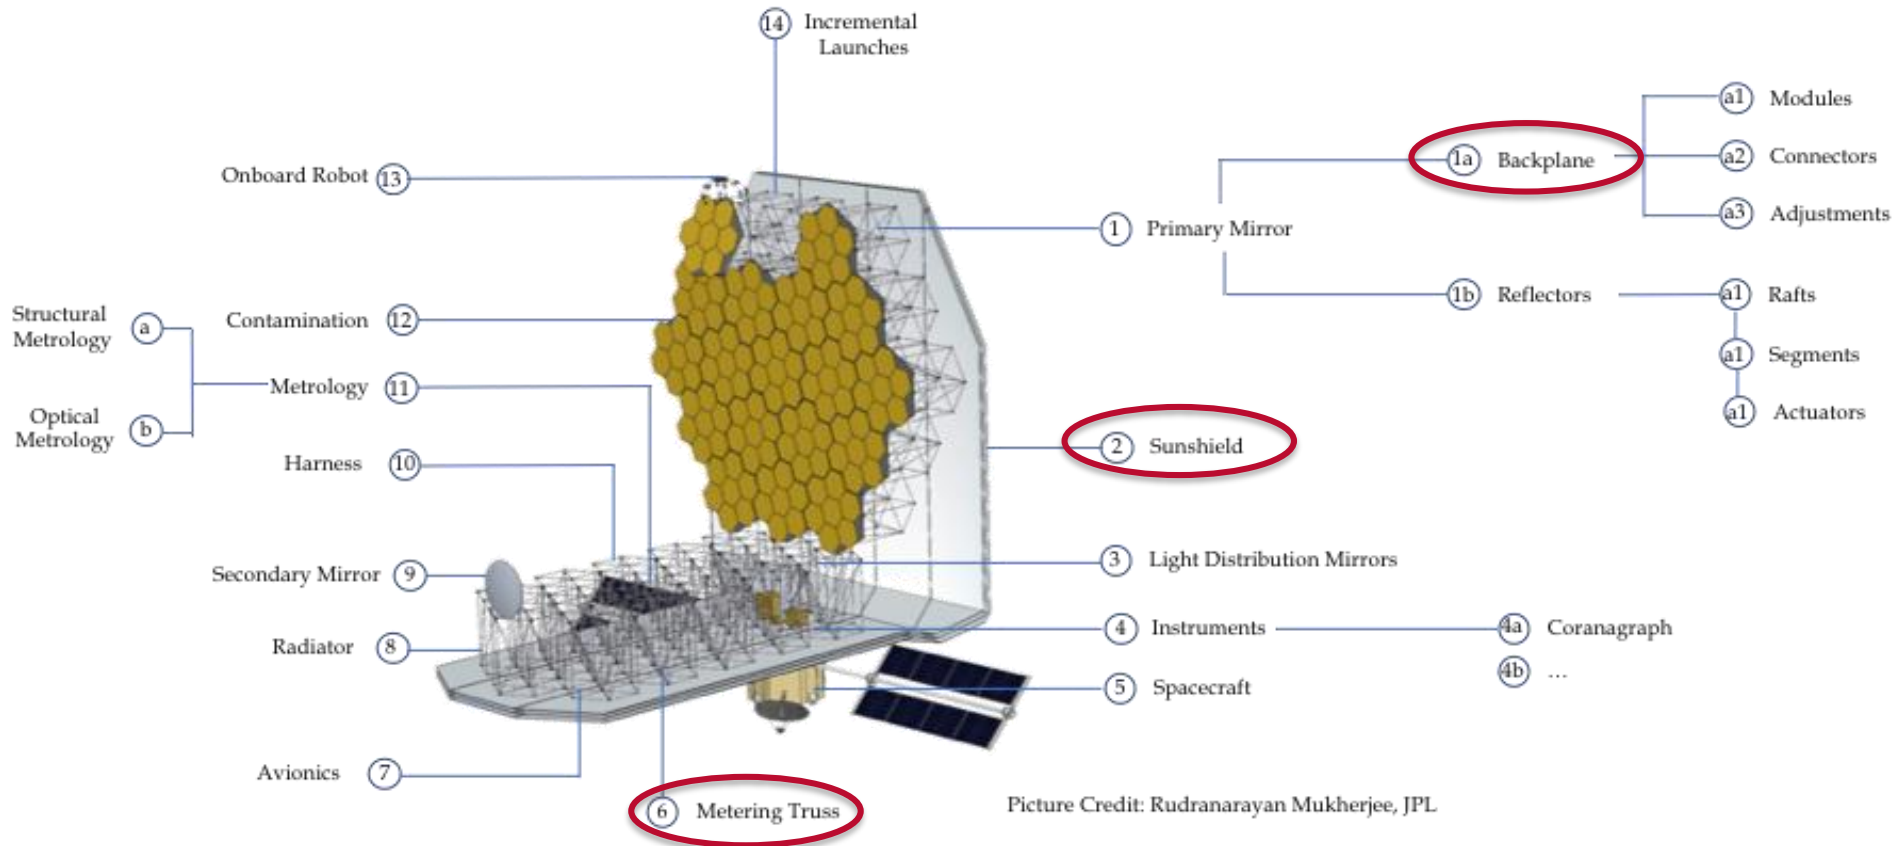 14 Incremental
Launches
Onboard Robot 13
Contamination 12
Structural
Metrology a
Metrology 11
Optical
Metrology b
Harness 10
Secondary Mirror 9
Radiator 8
Avionics 7
6 Metering Truss
1 Primary Mirror
1a Backplane
a1 Modules
a2 Connectors
a3 Adjustments
1b Reflectors
a1 Rafts
a1 Segments
a1 Actuators
2 Sunshield
3 Light Distribution Mirrors
4 Instruments
4a Coranagraph
4b ...
5 Spacecraft
Picture Credit: Rudranarayan Mukherjee, JPL